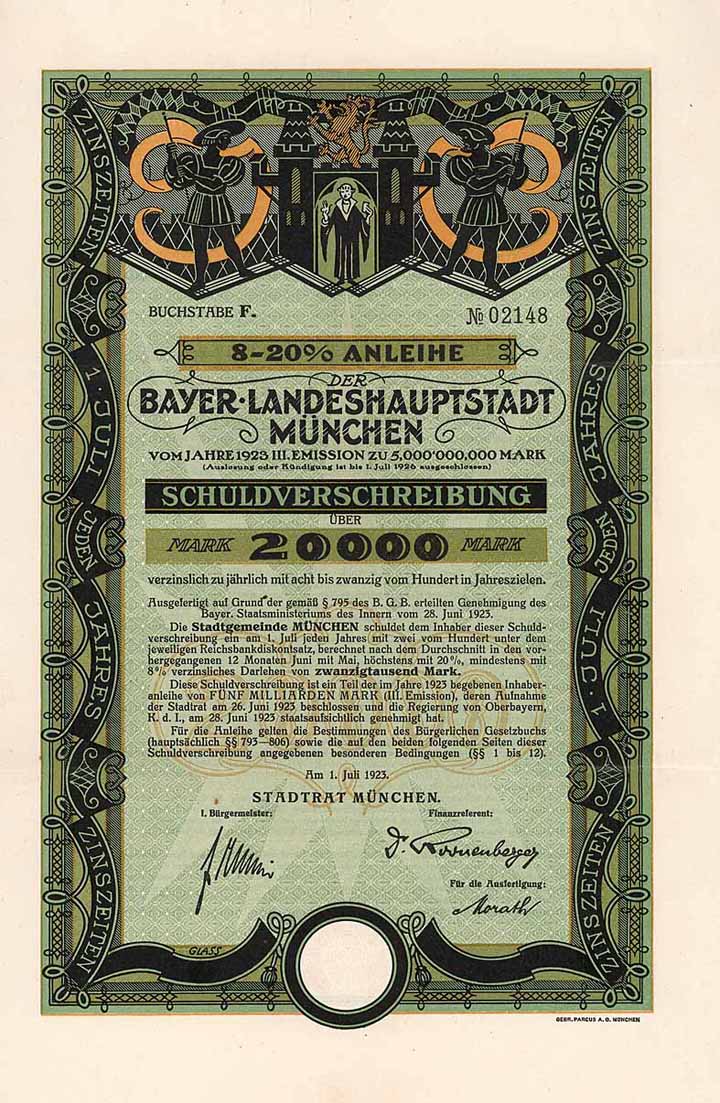 BUCHSTABE F.
№ 02148
8-20% ANLEIHE
DER
BAYER·LANDESHAUPTSTADT
MÜNCHEN
VOM JAHRE 1923 III. EMISSION ZU 5,000'000,000 MARK
(Auslosung oder Kündigung ist bis 1. Juli 1926 ausgeschlossen)
SCHULDVERSCHREIBUNG
ÜBER
MARK 20000 MARK
verzinslich zu jährlich mit acht bis zwanzig vom Hundert in Jahreszielen.
Ausgefertigt auf Grund der gemäß § 795 des B. G. B. erteilten Genehmigung des
Bayer. Staatsministeriums des Innern vom 28. Juni 1923.
Die Stadtgemeinde MÜNCHEN schuldet dem Inhaber dieser Schuld-
verschreibung ein am 1. Juli jeden Jahres mit zwei vom Hundert unter dem
jeweiligen Reichsbankdiskontsatz, berechnet nach dem Durchschnitt in den vor-
hergegangenen 12 Monaten Juni mit Mai, höchstens mit 20%, mindestens mit
8% verzinsliches Darlehen von zwanzigtausend Mark.
Diese Schuldverschreibung ist ein Teil der im Jahre 1923 begebenen Inhaber-
anleihe von FÜNF MILLIARDEN MARK (III. Emission), deren Aufnahme
der Stadtrat am 26. Juni 1923 beschlossen und die Regierung von Oberbayern,
K. d. I., am 28. Juni 1923 staatsaufsichtlich genehmigt hat.
Für die Anleihe gelten die Bestimmungen des Bürgerlichen Gesetzbuchs
(hauptsächlich §§ 793—806) sowie die auf den beiden folgenden Seiten dieser
Schuldverschreibung angegebenen besonderen Bedingungen (§§ 1 bis 12).
Am 1. Juli 1923.
STADTRAT MÜNCHEN.
I. Bürgermeister:
Finanzreferent:
Für die Ausfertigung:
Morath
GLASS
ZINSZEITEN
1·JULI
JEDEN
JAHRES
ZINSZEITEN
ZINSZEITEN
1·JULI
JEDEN
JAHRES
ZINSZEITEN
GEBR. PARCUS A. G. MÜNCHEN